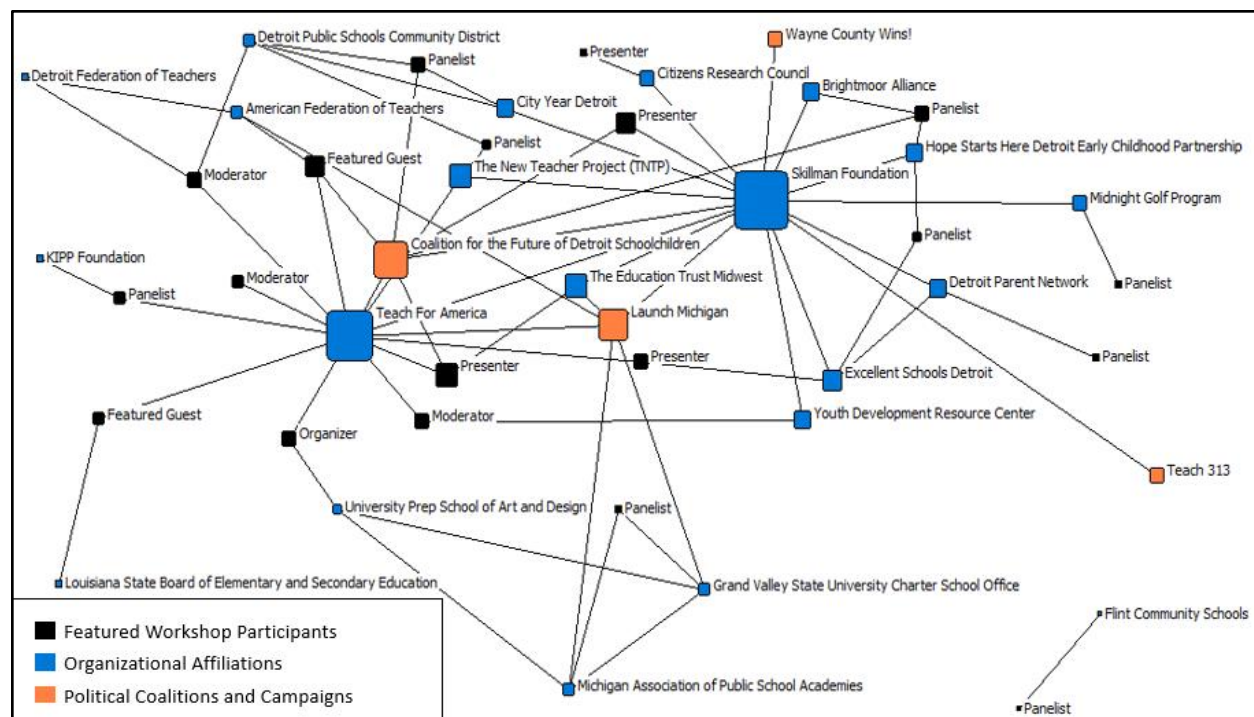 Detroit Public Schools Community District
Wayne County Wins!
Presenter
Panelist
Detroit Federation of Teachers
Citizens Research Council
Brightmoor Alliance
American Federation of Teachers
City Year Detroit
Panelist
Presenter
Panelist
Hope Starts Here Detroit Early Childhood Partnership
Featured Guest
The New Teacher Project (TNTP)
Skillman Foundation
Moderator
Midnight Golf Program
Panelist
Coalition for the Future of Detroit Schoolchildren
KIPP Foundation
The Education Trust Midwest
Moderator
Detroit Parent Network
Panelist
Panelist
Teach For America
Launch Michigan
Presenter
Presenter
Panelist
Excellent Schools Detroit
Featured Guest
Moderator
Youth Development Resource Center
Organizer
Teach 313
University Prep School of Art and Design
Panelist
Louisiana State Board of Elementary and Secondary Education
Grand Valley State University Charter School Office
Flint Community Schools
Featured Workshop Participants
Organizational Affiliations
Political Coalitions and Campaigns
Michigan Association of Public School Academies
Panelist